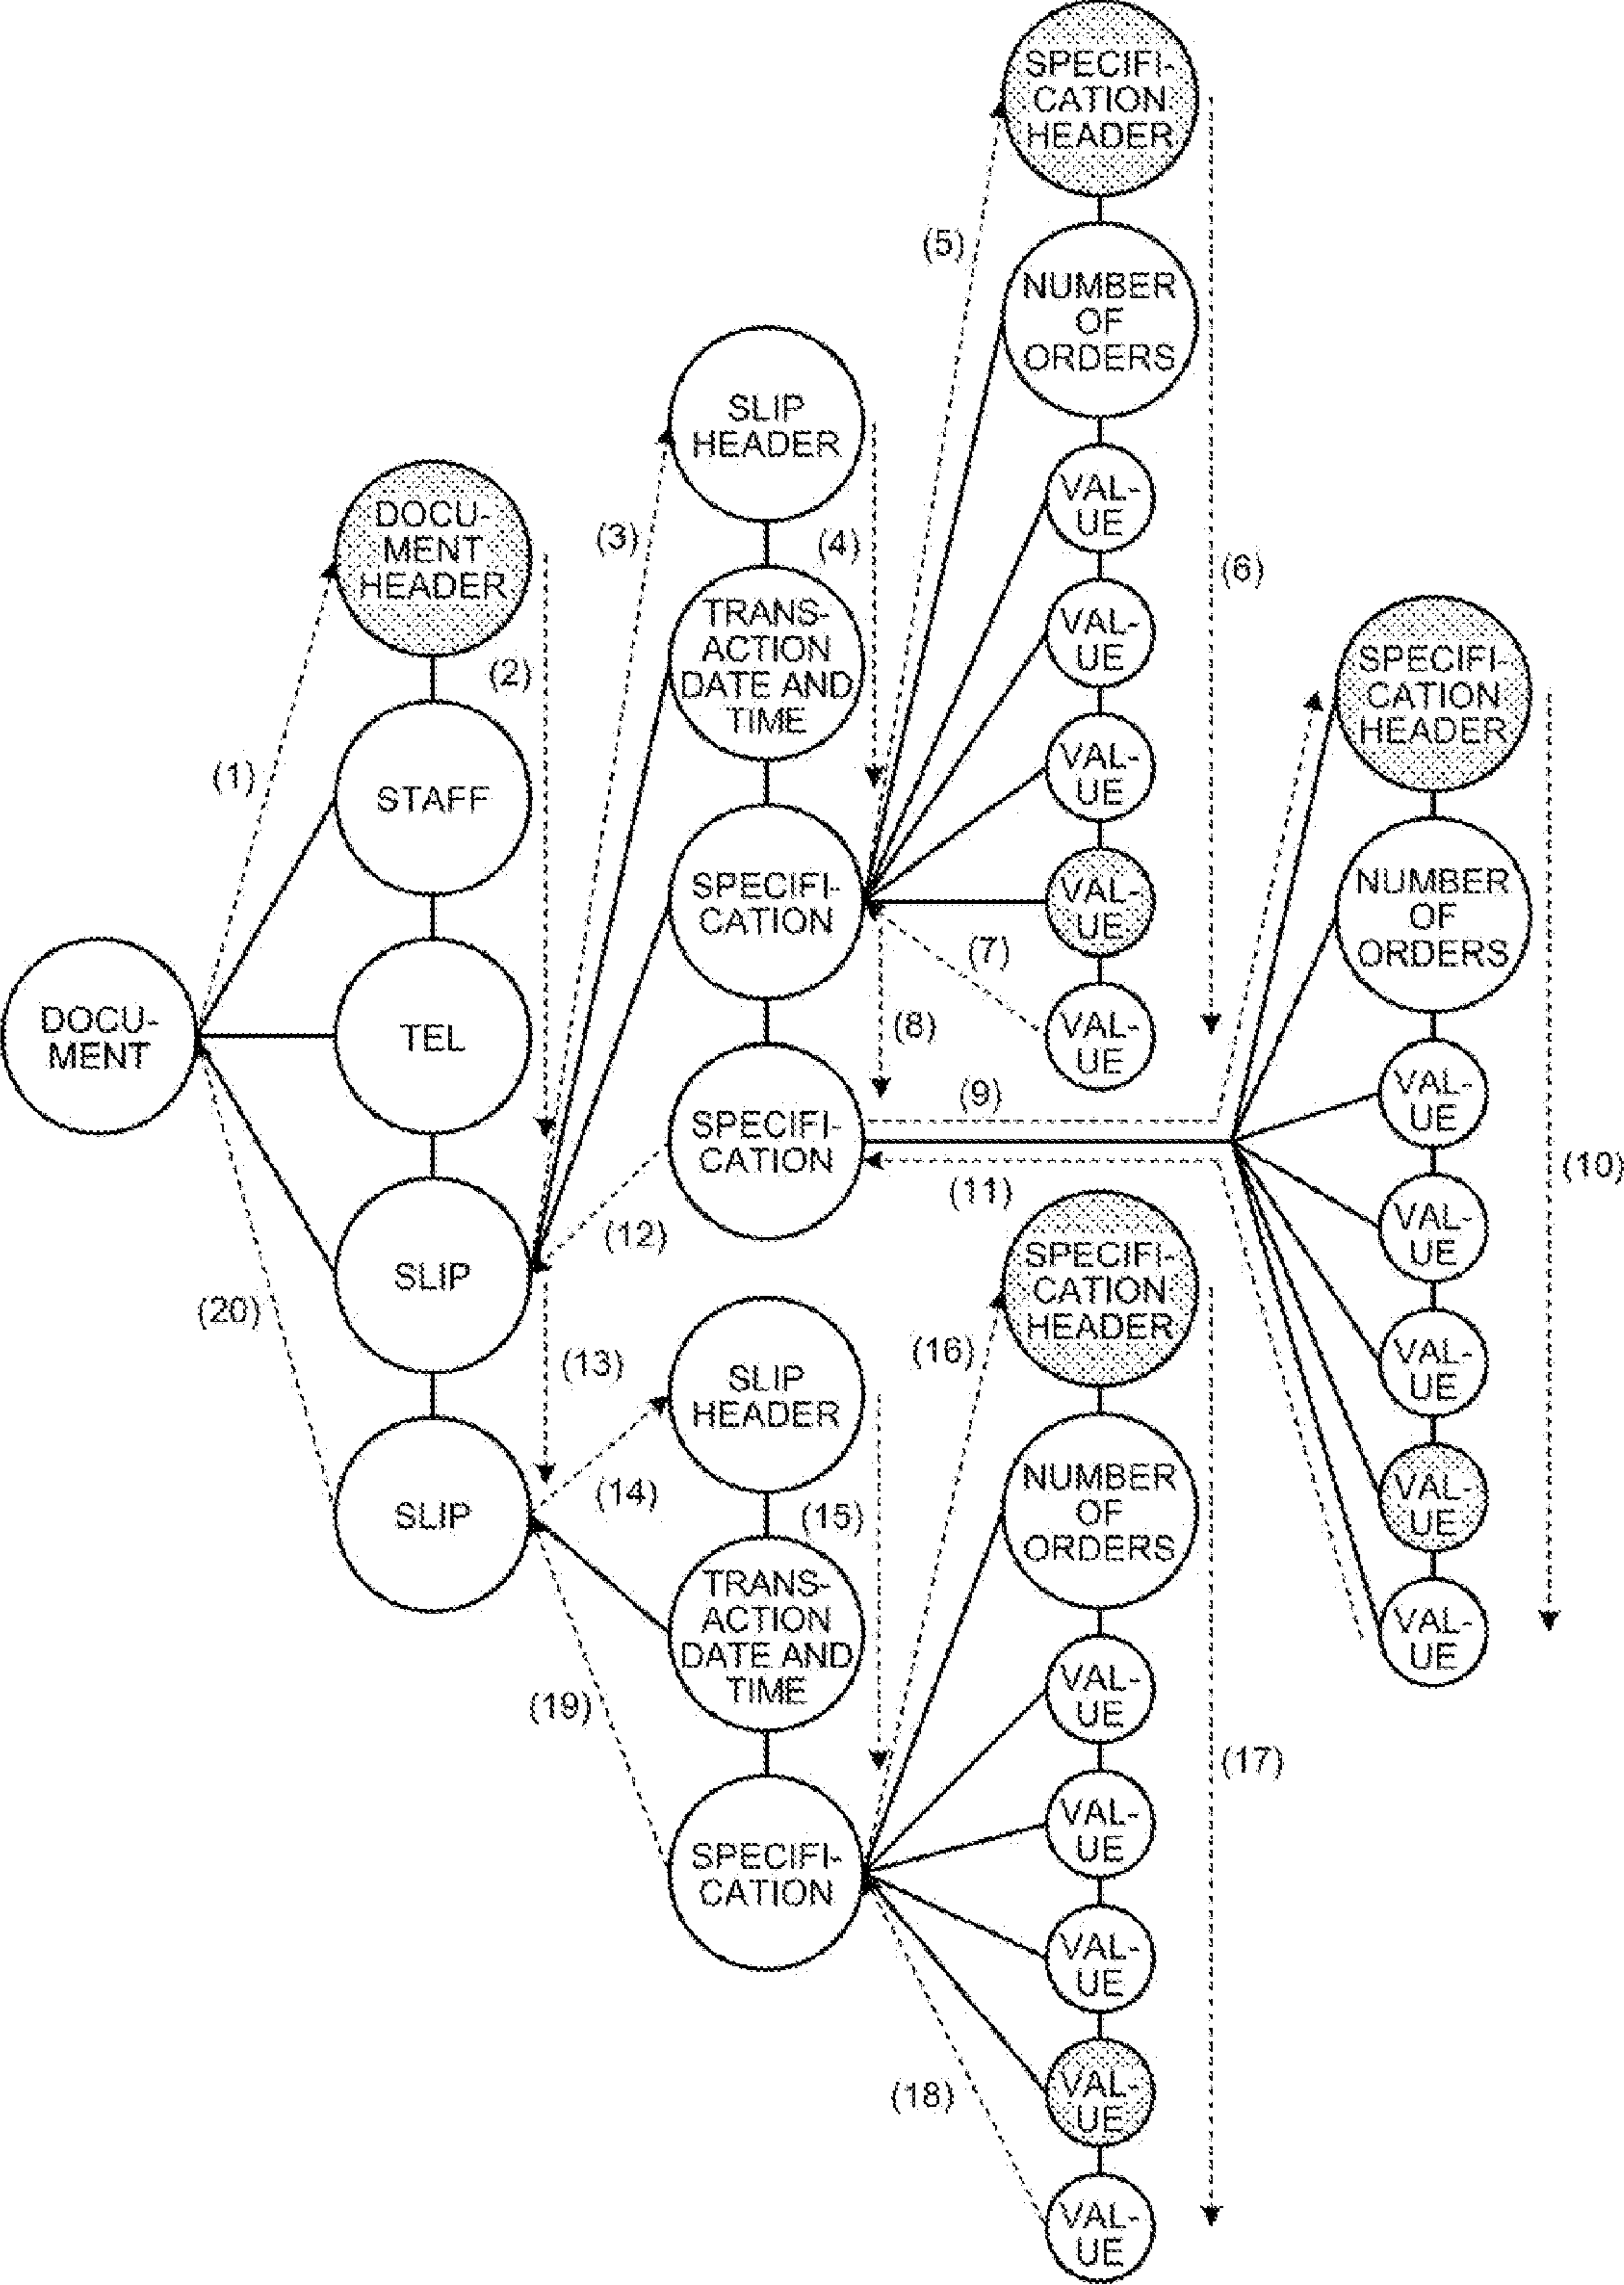 SPECIFI-
CATION
HEADER
(5)
NUMBER
OF
ORDERS
SLIP
HEADER
VAL-
UE
DOCU-
MENT
HEADER
(3)
(4)
(6)
(2)
TRANS-
ACTION
DATE AND
TIME
VAL-
UE
SPECIFI-
CATION
HEADER
(1)
STAFF
VAL-
UE
SPECIFI-
CATION
VAL-
UE
NUMBER
OF
ORDERS
(7)
DOCU-
MENT
TEL
(8)
VAL-
UE
(9)
VAL-
UE
SPECIFI-
CATION
(10)
(11)
VAL-
UE
(12)
SLIP
SPECIFI-
CATION
HEADER
(20)
(13)
(16)
VAL-
UE
SLIP
HEADER
(14)
(15)
NUMBER
OF
ORDERS
VAL-
UE
SLIP
TRANS-
ACTION
DATE AND
TIME
VAL-
UE
(19)
VAL-
UE
(17)
VAL-
UE
SPECIFI-
CATION
VAL-
UE
(18)
VAL-
UE
VAL-
UE